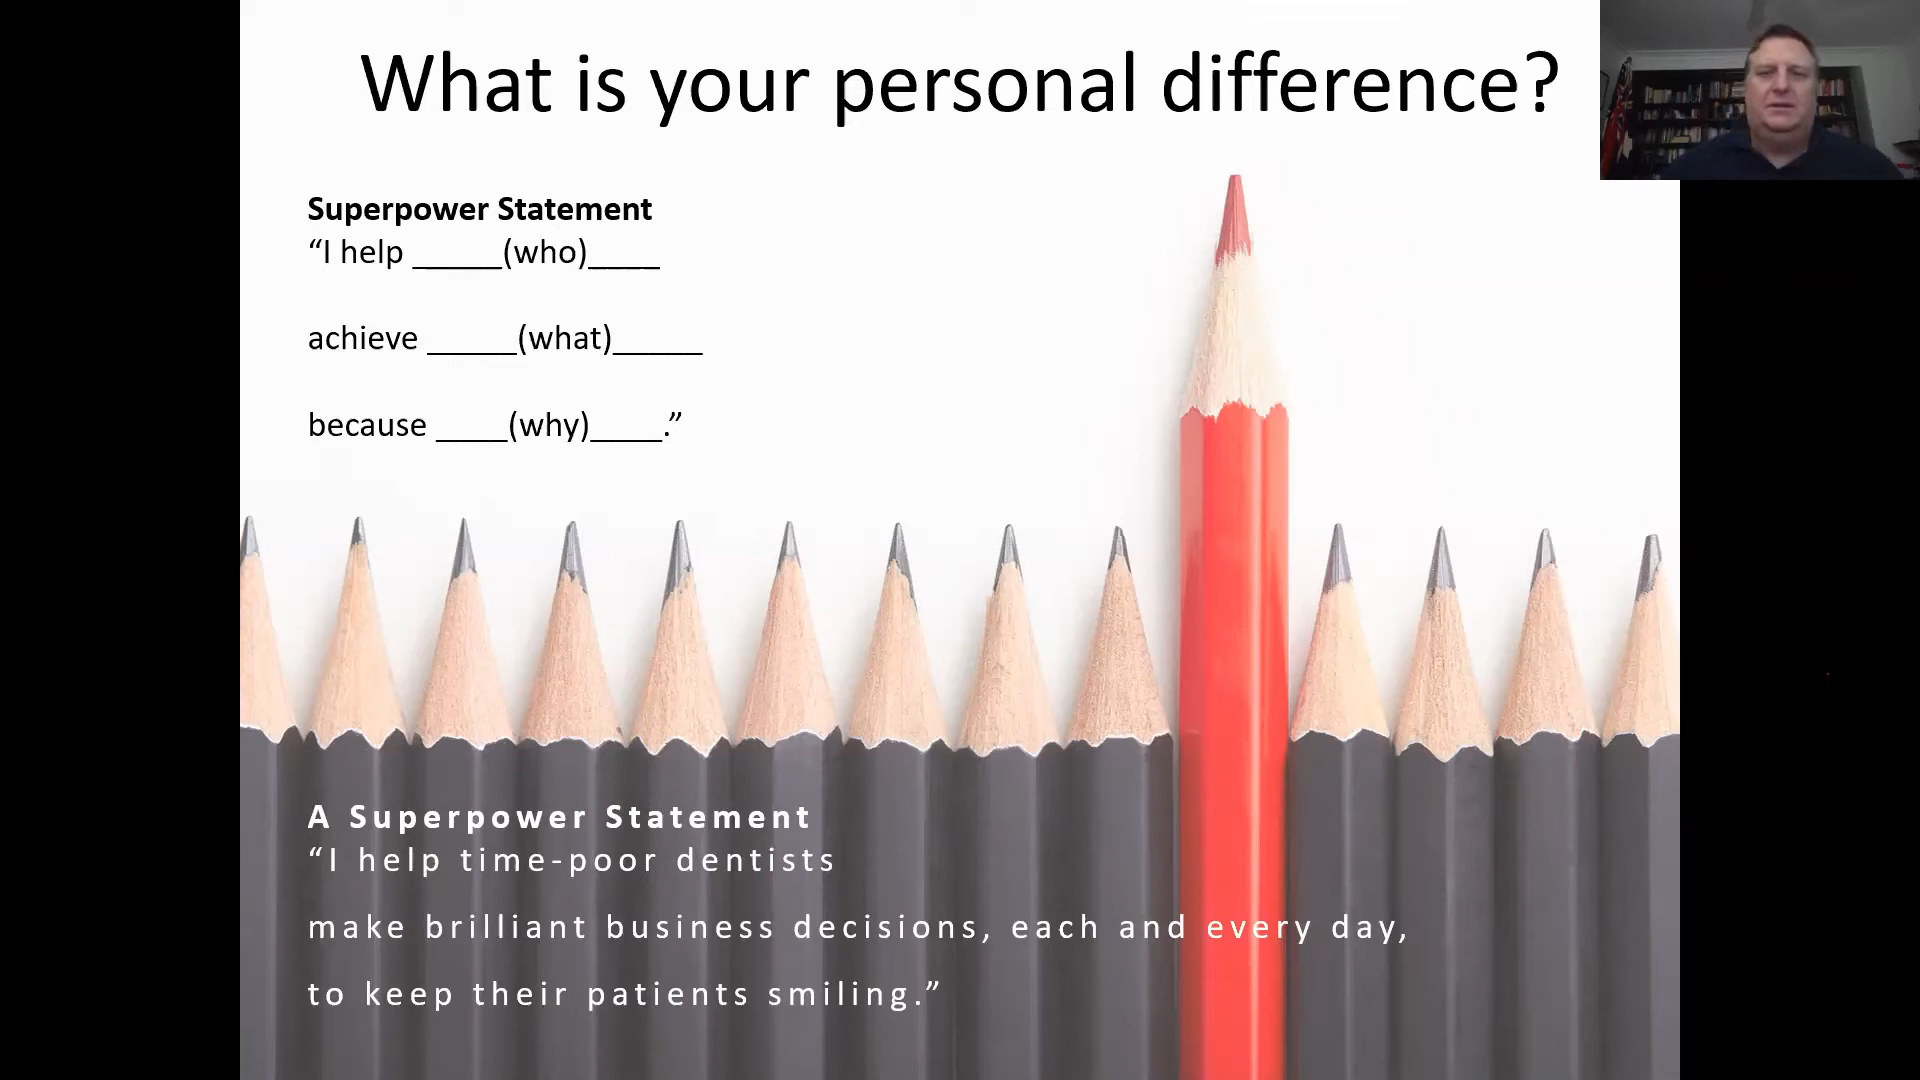 What is your personal difference?
Superpower Statement
“I help _____(who)____
achieve _____(what)_____
because ____(why)____.”
A Superpower Statement
“I help time-poor dentists
make brilliant business decisions, each and every day,
to keep their patients smiling.”